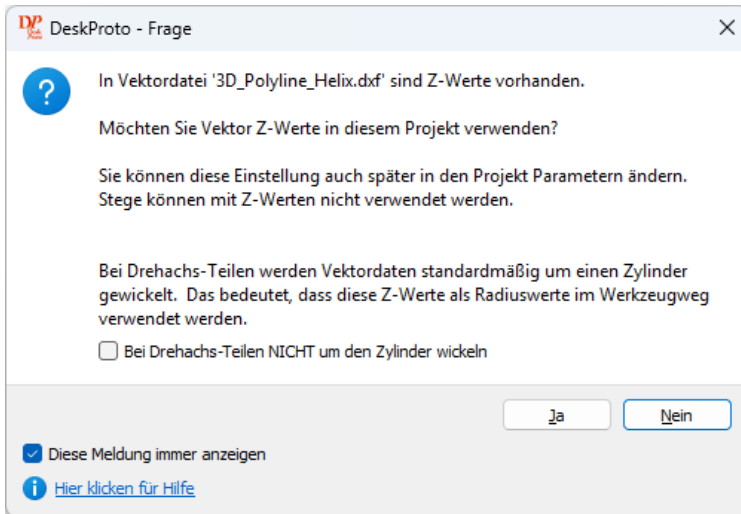 DP
Desk
Proto
DeskProto - Frage
?
In Vektordatei '3D_Polyline_Helix.dxf' sind Z-Werte vorhanden.
Möchten Sie Vektor Z-Werte in diesem Projekt verwenden?
Sie können diese Einstellung auch später in den Projekt Parametern ändern.
Stege können mit Z-Werten nicht verwendet werden.
Bei Drehachs-Teilen werden Vektordaten standardmäßig um einen Zylinder
gewickelt.  Das bedeutet, dass diese Z-Werte als Radiuswerte im Werkzeugweg
verwendet werden.
Bei Drehachs-Teilen NICHT um den Zylinder wickeln
Ja
Nein
Diese Meldung immer anzeigen
i
Hier klicken für Hilfe